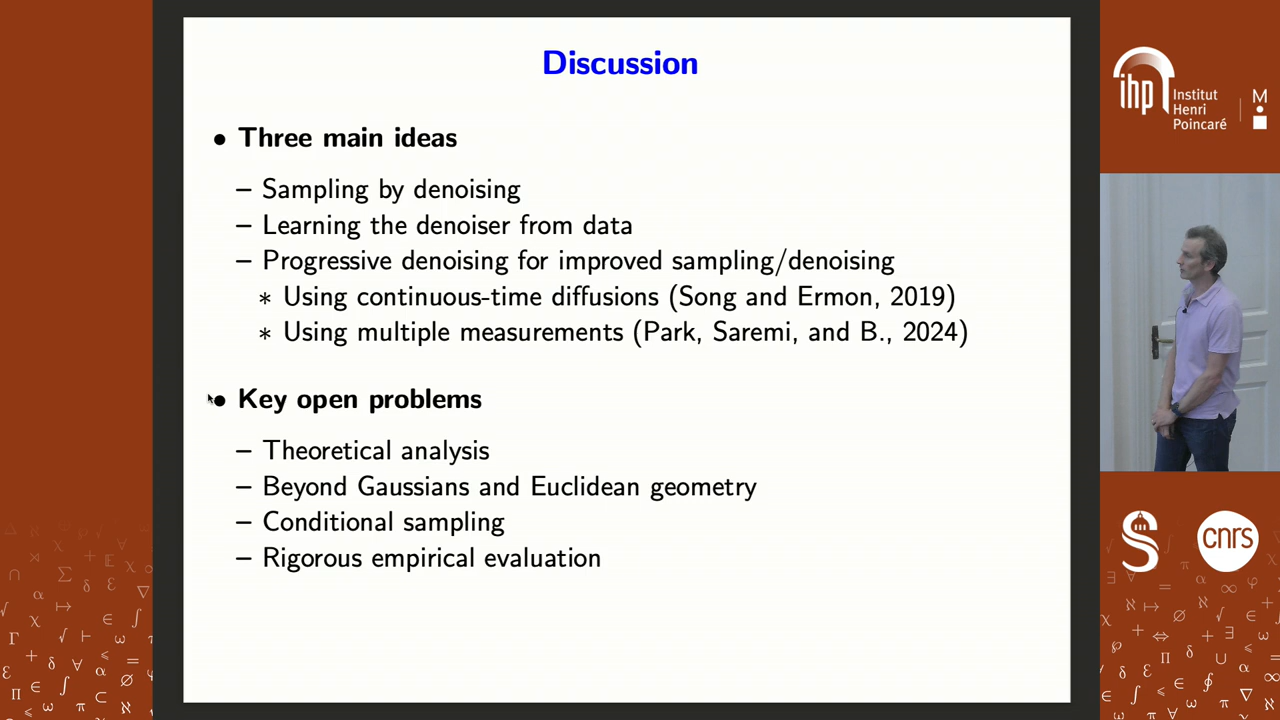 Discussion
• Three main ideas
– Sampling by denoising
– Learning the denoiser from data
– Progressive denoising for improved sampling/denoising
∗ Using continuous-time diffusions (Song and Ermon, 2019)
∗ Using multiple measurements (Park, Saremi, and B., 2024)
• Key open problems
– Theoretical analysis
– Beyond Gaussians and Euclidean geometry
– Conditional sampling
– Rigorous empirical evaluation
ihp Institut
Henri
Poincaré
cnrs